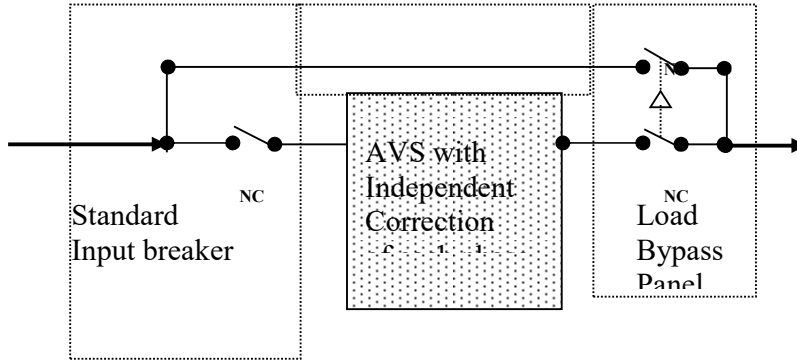 NC
Standard
Input breaker
AVS with
Independent
Correction
N
NC
Load
Bypass
Panel